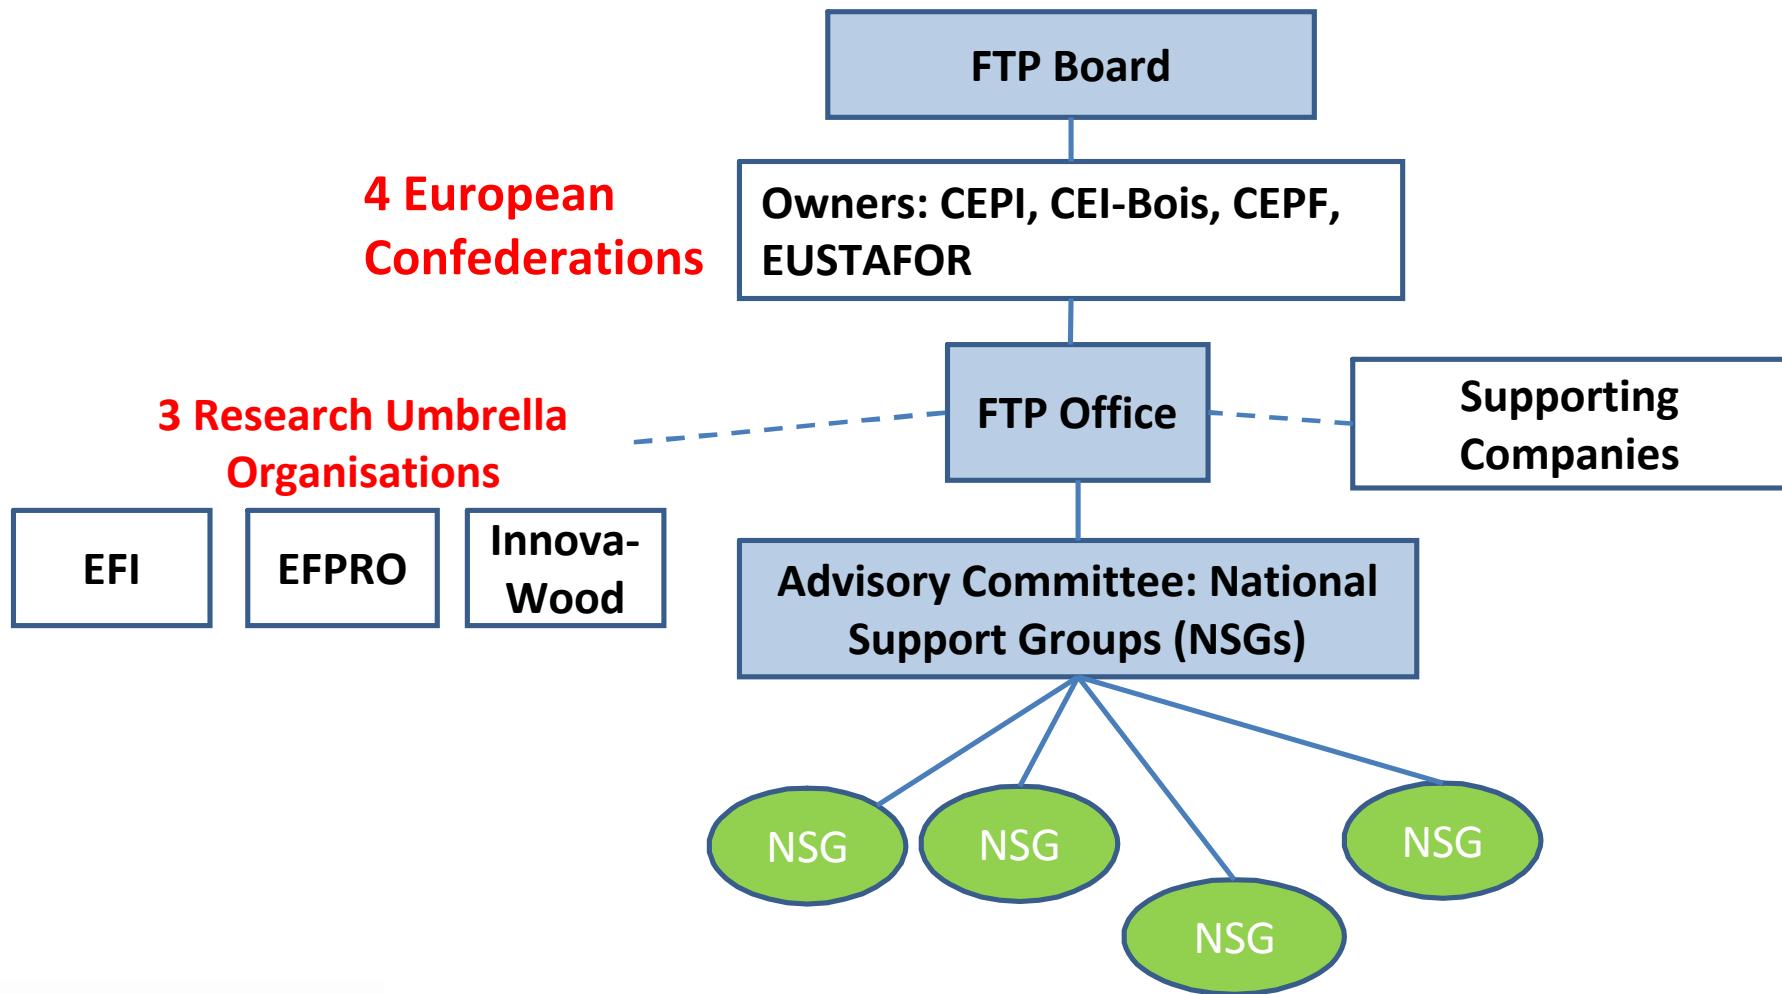 FTP Board
4 European
Confederations
Owners: CEPI, CEI-Bois, CEPF,
EUSTAFOR
3 Research Umbrella
Organisations
FTP Office
Supporting
Companies
EFI
EFPRO
Innova-
Wood
Advisory Committee: National
Support Groups (NSGs)
NSG
NSG
NSG
NSG